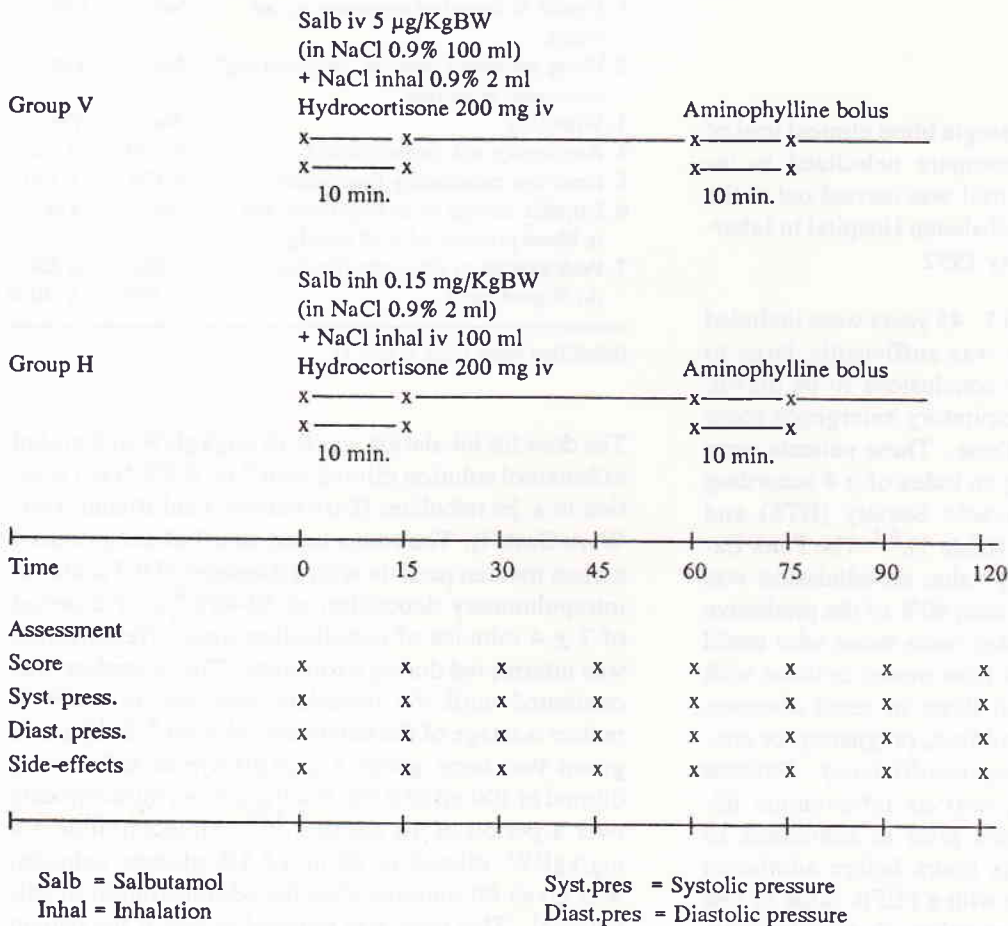 Salb iv 5 µg/KgBW
(in NaCl 0.9% 100 ml)
+ NaCl inhal 0.9% 2 ml
Group V Hydrocortisone 200 mg iv Aminophylline bolus
x x x x
x x x x
10 min. 10 min.
Salb inh 0.15 mg/KgBW
(in NaCl 0.9% 2 ml)
+ NaCl inhal iv 100 ml
Group H Hydrocortisone 200 mg iv Aminophylline bolus
x x x x
x x x x
10 min. 10 min.
Time 0 15 30 45 60 75 90 120
Assessment
Score x x x x x x x x
Syst. press. x x x x x x x x
Diast. press. x x x x x x x x
Side-effects x x x x x x x x
Salb = Salbutamol Syst.pres = Systolic pressure
Inhal = Inhalation Diast.pres = Diastolic pressure